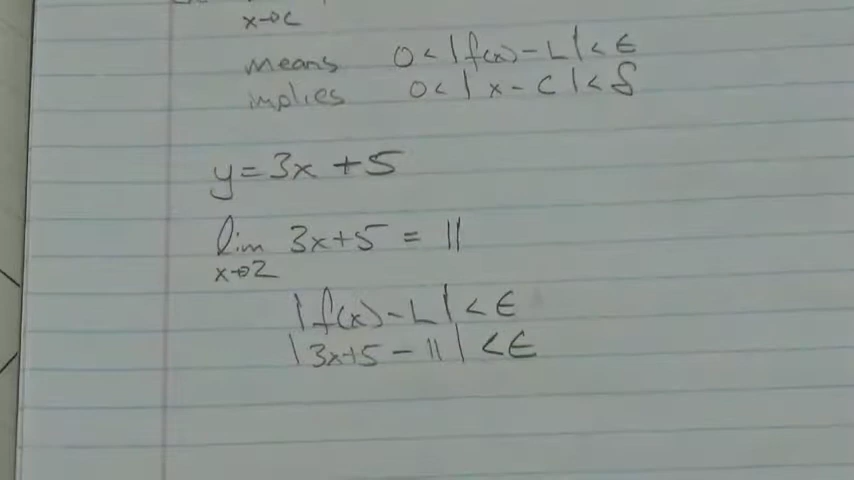 x→c
means 0<|f(x)-L|<ϵ
implies 0<|x-c|<δ
y=3x+5
lim 3x+5 = 11
x→2
|f(x)-L|<ϵ
|3x+5-11|<ϵ